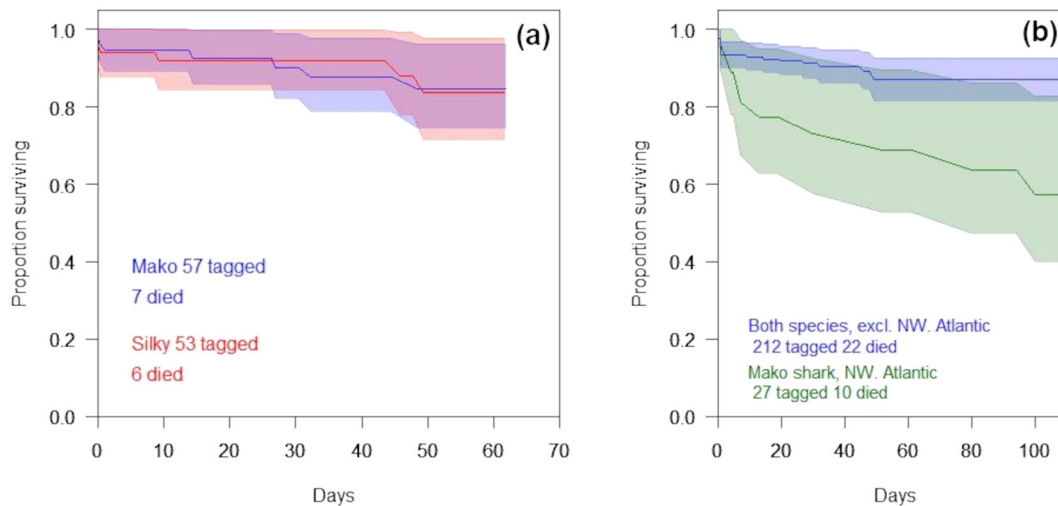 (a)
1.0
0.8
0.6
0.4
0.2
0.0
Proportion surviving
Mako 57 tagged
7 died
Silky 53 tagged
6 died
0 10 20 30 40 50 60 70
Days
(b)
1.0
0.8
0.6
0.4
0.2
0.0
Proportion surviving
Both species, excl. NW. Atlantic
212 tagged 22 died
Mako shark, NW. Atlantic
27 tagged 10 died
0 20 40 60 80 100
Days